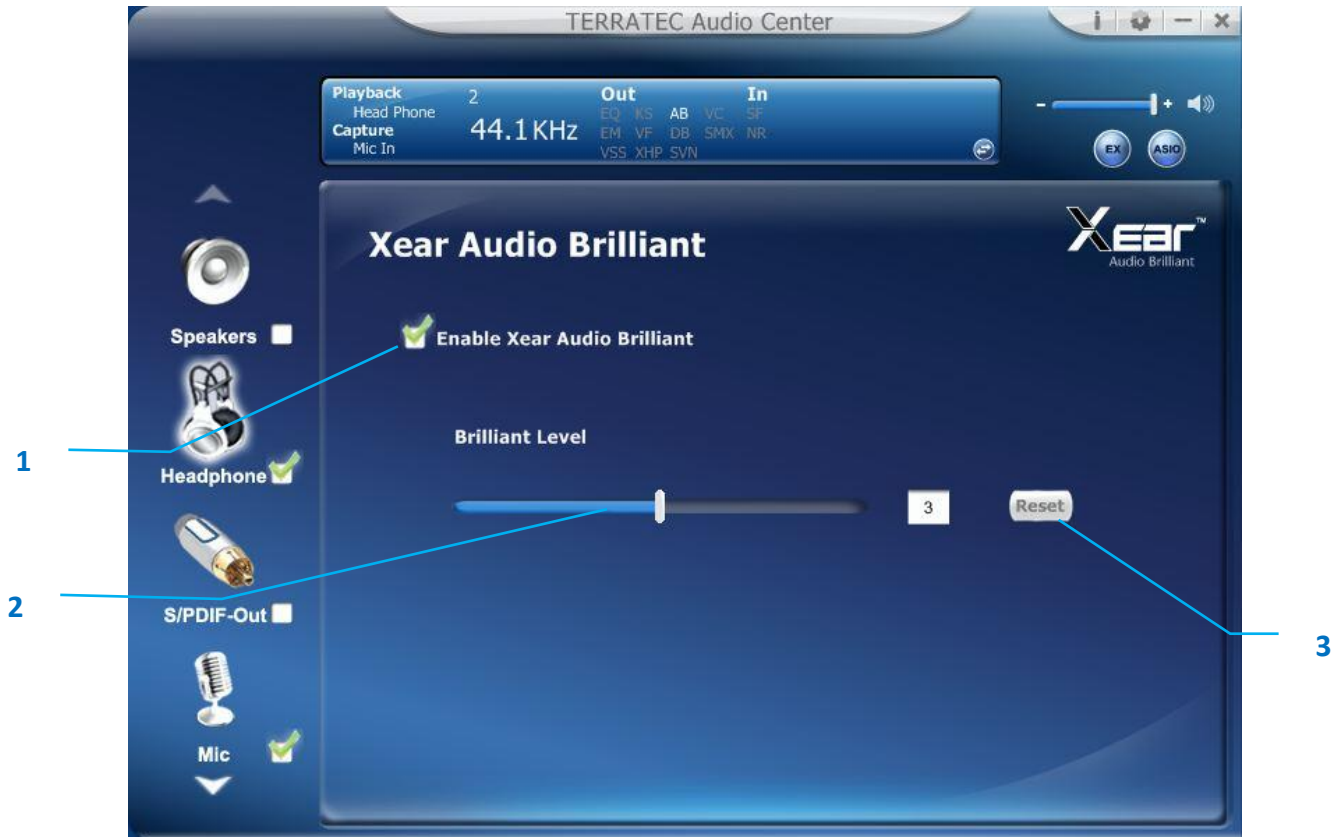 TERRATEC Audio Center
i
Playback 2 Out In
Head Phone EQ KS AB VC SF
Capture 44.1 KHz EM VF DB SMX NR
Mic In VSS XHP SVN
- +
EX ASIO
Xear Audio Brilliant
Xear™
Audio Brilliant
Speakers
Enable Xear Audio Brilliant
1
Headphone
Brilliant Level
3 Reset
2
S/PDIF-Out
3
Mic